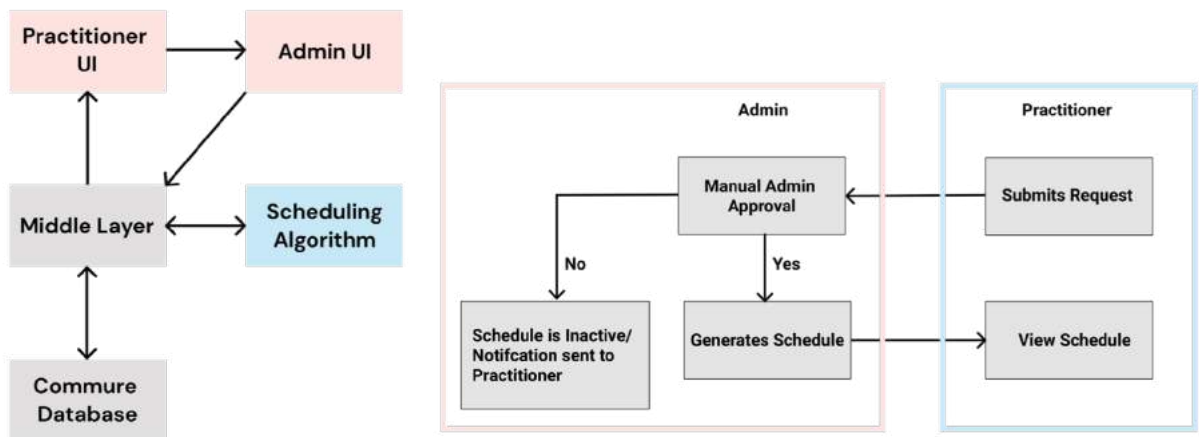 Practitioner
UI
Admin UI
Middle Layer
Scheduling
Algorithm
Commure
Database
Admin
Practitioner
Manual Admin
Approval
Submits Request
No
Yes
Schedule is Inactive/
Notifcation sent to
Practitioner
Generates Schedule
View Schedule